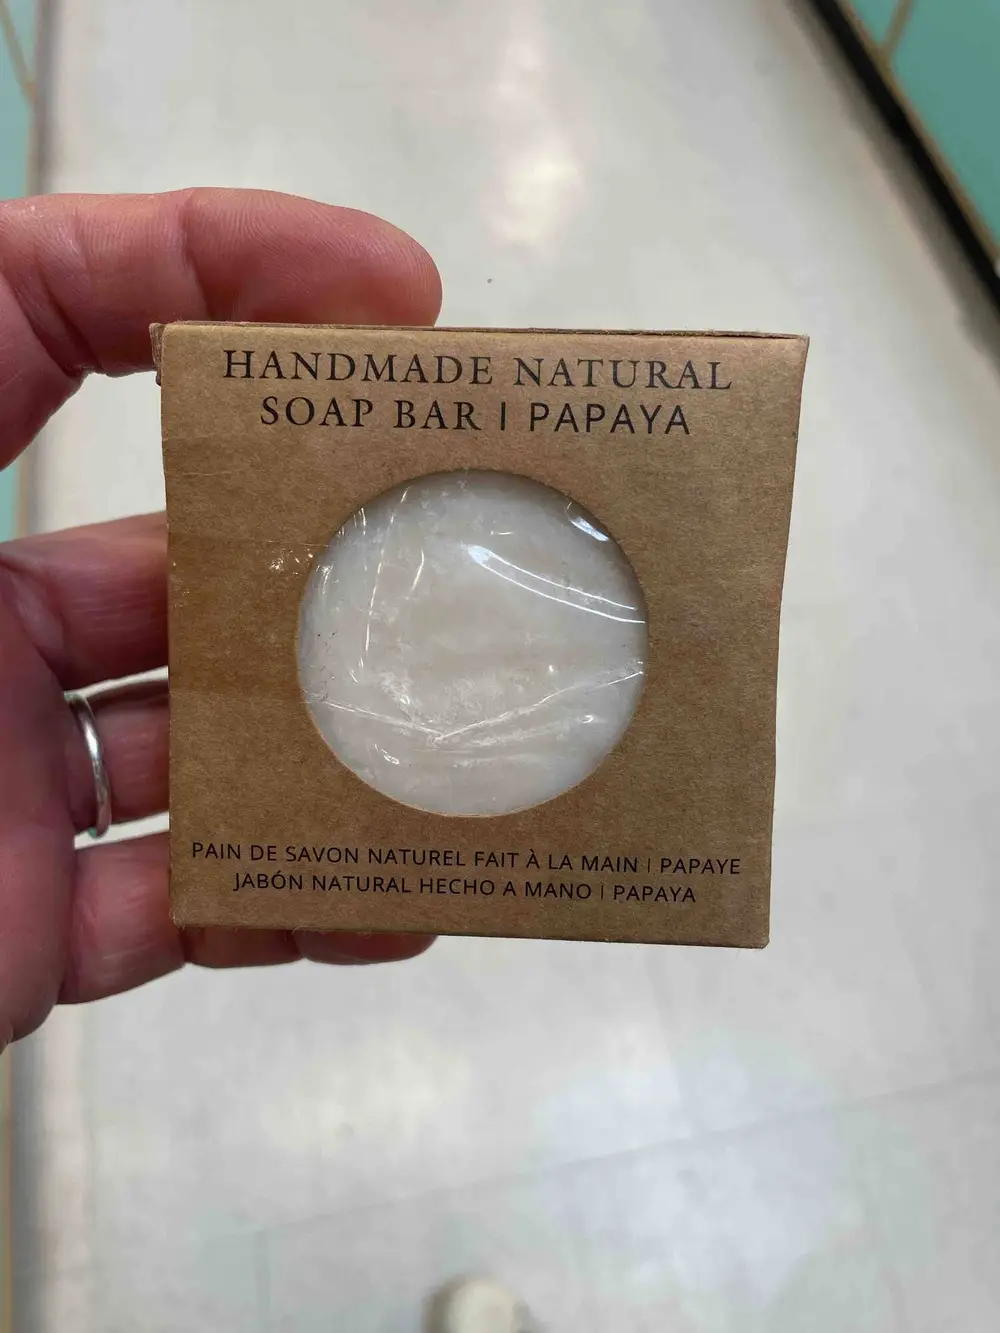 HANDMADE NATURAL
SOAP BAR | PAPAYA
PAIN DE SAVON NATUREL FAIT À LA MAIN | PAPAYE
JABÓN NATURAL HECHO A MANO | PAPAYA